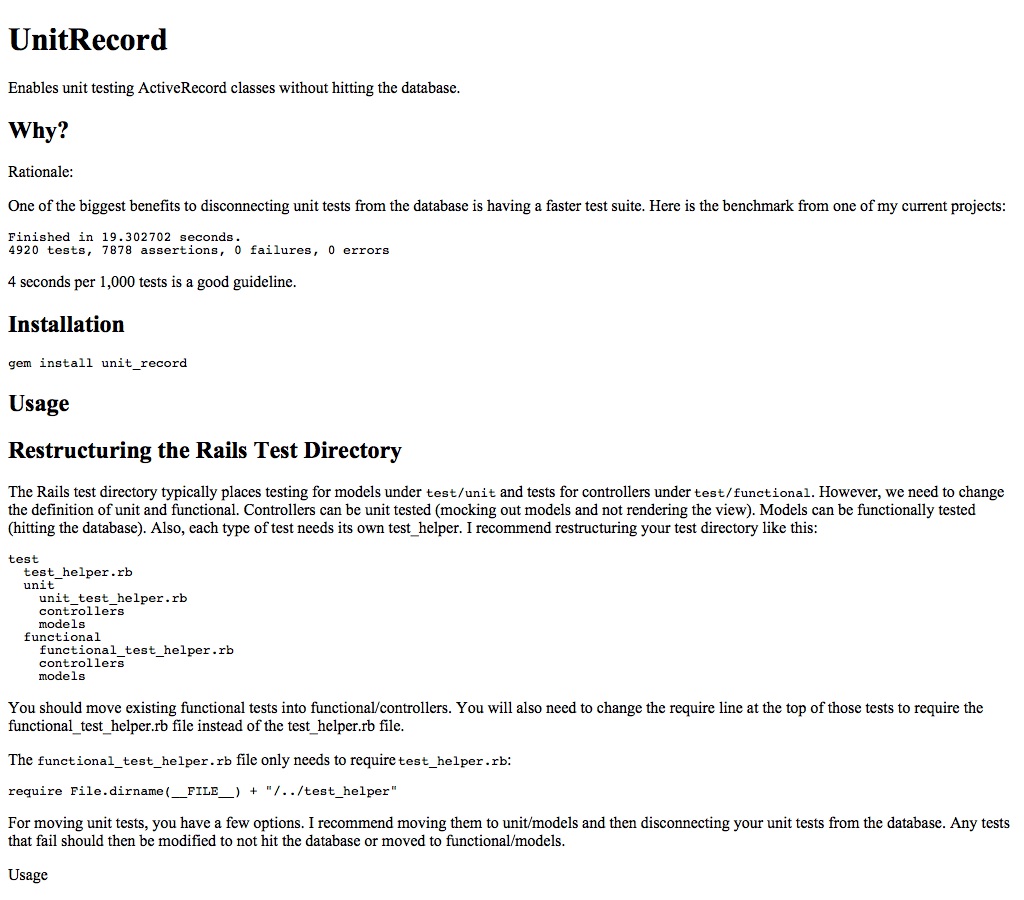 UnitRecord
Enables unit testing ActiveRecord classes without hitting the database.
Why?
Rationale:
One of the biggest benefits to disconnecting unit tests from the database is having a faster test suite. Here is the benchmark from one of my current projects:
Finished in 19.302702 seconds.
4920 tests, 7878 assertions, 0 failures, 0 errors
4 seconds per 1,000 tests is a good guideline.
Installation
gem install unit_record
Usage
Restructuring the Rails Test Directory
The Rails test directory typically places testing for models under test/unit and tests for controllers under test/functional. However, we need to change
the definition of unit and functional. Controllers can be unit tested (mocking out models and not rendering the view). Models can be functionally tested
(hitting the database). Also, each type of test needs its own test_helper. I recommend restructuring your test directory like this:
test
  test_helper.rb
  unit
    unit_test_helper.rb
    controllers
    models
  functional
    functional_test_helper.rb
    controllers
    models
You should move existing functional tests into functional/controllers. You will also need to change the require line at the top of those tests to require the
functional_test_helper.rb file instead of the test_helper.rb file.
The functional_test_helper.rb file only needs to require test_helper.rb:
require File.dirname(__FILE__) + "/../test_helper"
For moving unit tests, you have a few options. I recommend moving them to unit/models and then disconnecting your unit tests from the database. Any tests
that fail should then be modified to not hit the database or moved to functional/models.
Usage